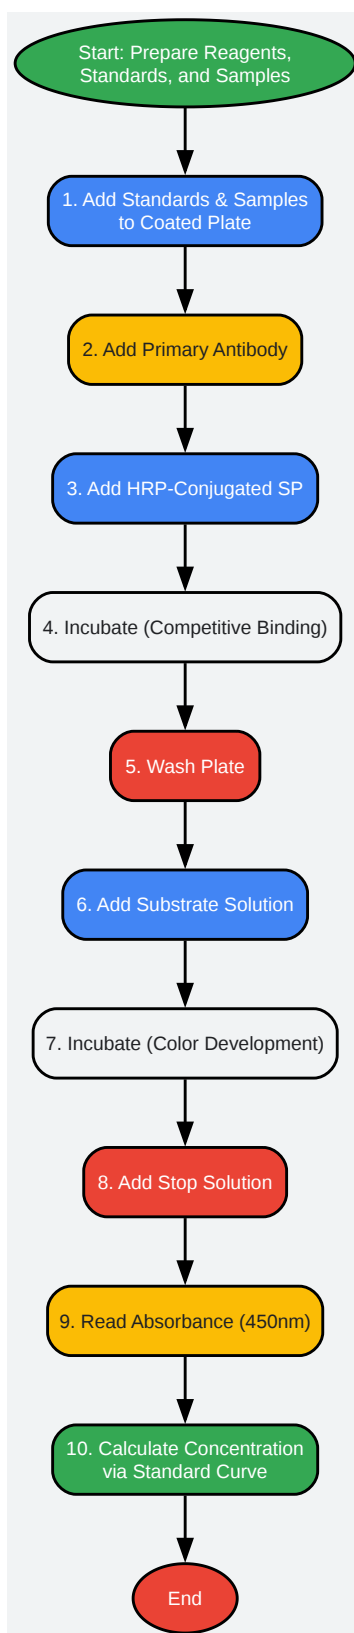 Start: Prepare Reagents,
Standards, and Samples
1. Add Standards & Samples
to Coated Plate
2. Add Primary Antibody
3. Add HRP-Conjugated SP
4. Incubate (Competitive Binding)
5. Wash Plate
6. Add Substrate Solution
7. Incubate (Color Development)
8. Add Stop Solution
9. Read Absorbance (450nm)
10. Calculate Concentration
via Standard Curve
End